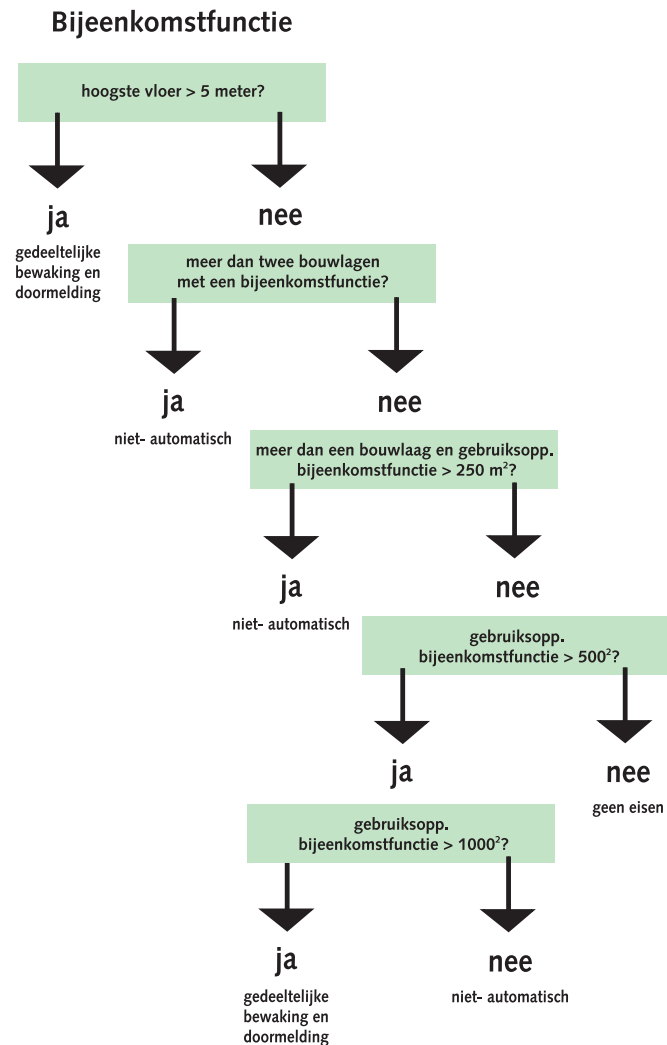 Bijeenkomstfunctie
hoogste vloer > 5 meter?
ja
nee
gedeeltelijke
bewaking en
doormelding
meer dan twee bouwlagen
met een bijeenkomstfunctie?
ja
nee
niet- automatisch
meer dan een bouwlaag en gebruiksopp.
bijeenkomstfunctie > 250 m²?
ja
nee
niet- automatisch
gebruiksopp.
bijeenkomstfunctie > 500²?
ja
nee
geen eisen
gebruiksopp.
bijeenkomstfunctie > 1000²?
ja
nee
gedeeltelijke
bewaking en
doormelding
niet- automatisch